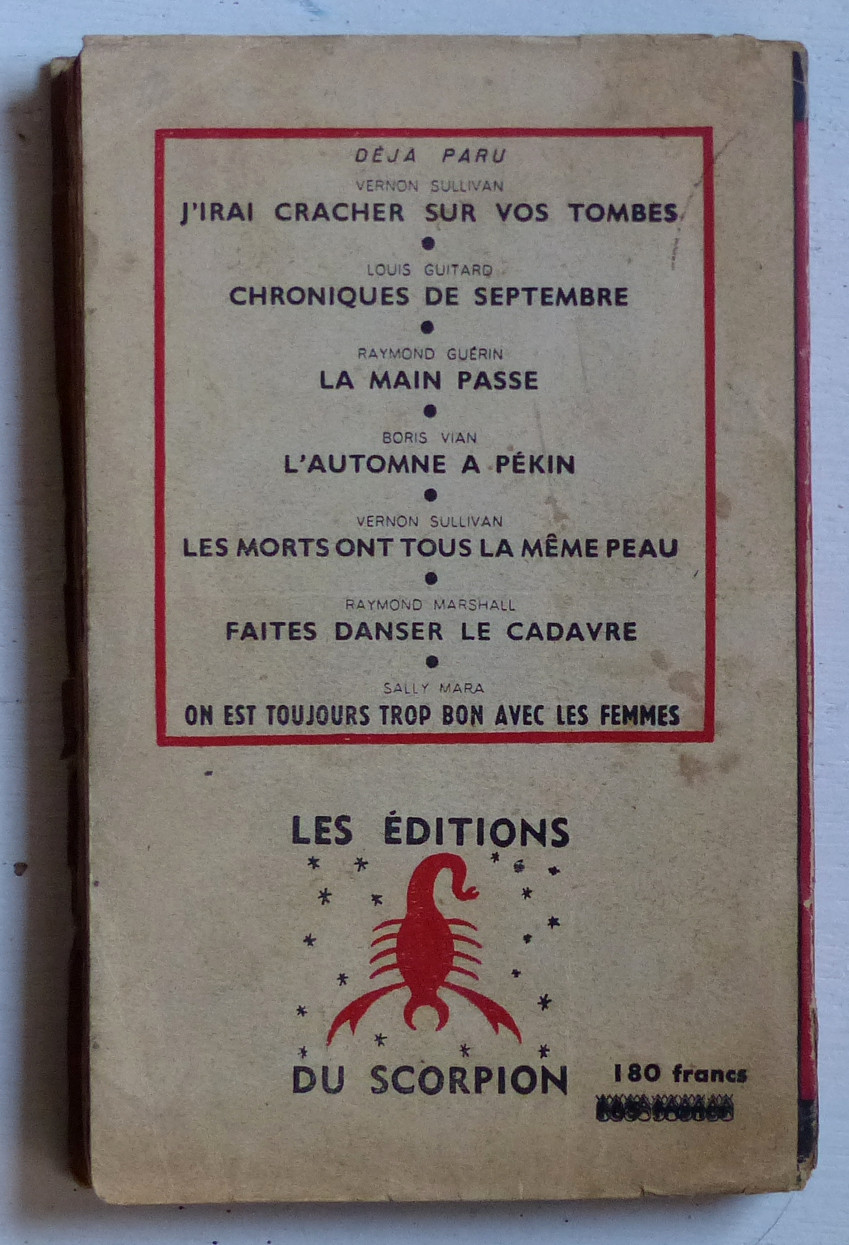 DÉJA PARU
VERNON SULLIVAN
J'IRAI CRACHER SUR VOS TOMBES
LOUIS GUITARD
CHRONIQUES DE SEPTEMBRE
RAYMOND GUÉRIN
LA MAIN PASSE
BORIS VIAN
L'AUTOMNE A PÉKIN
VERNON SULLIVAN
LES MORTS ONT TOUS LA MÊME PEAU
RAYMOND MARSHALL
FAITES DANSER LE CADAVRE
SALLY MARA
ON EST TOUJOURS TROP BON AVEC LES FEMMES
LES ÉDITIONS
DU SCORPION
180 francs